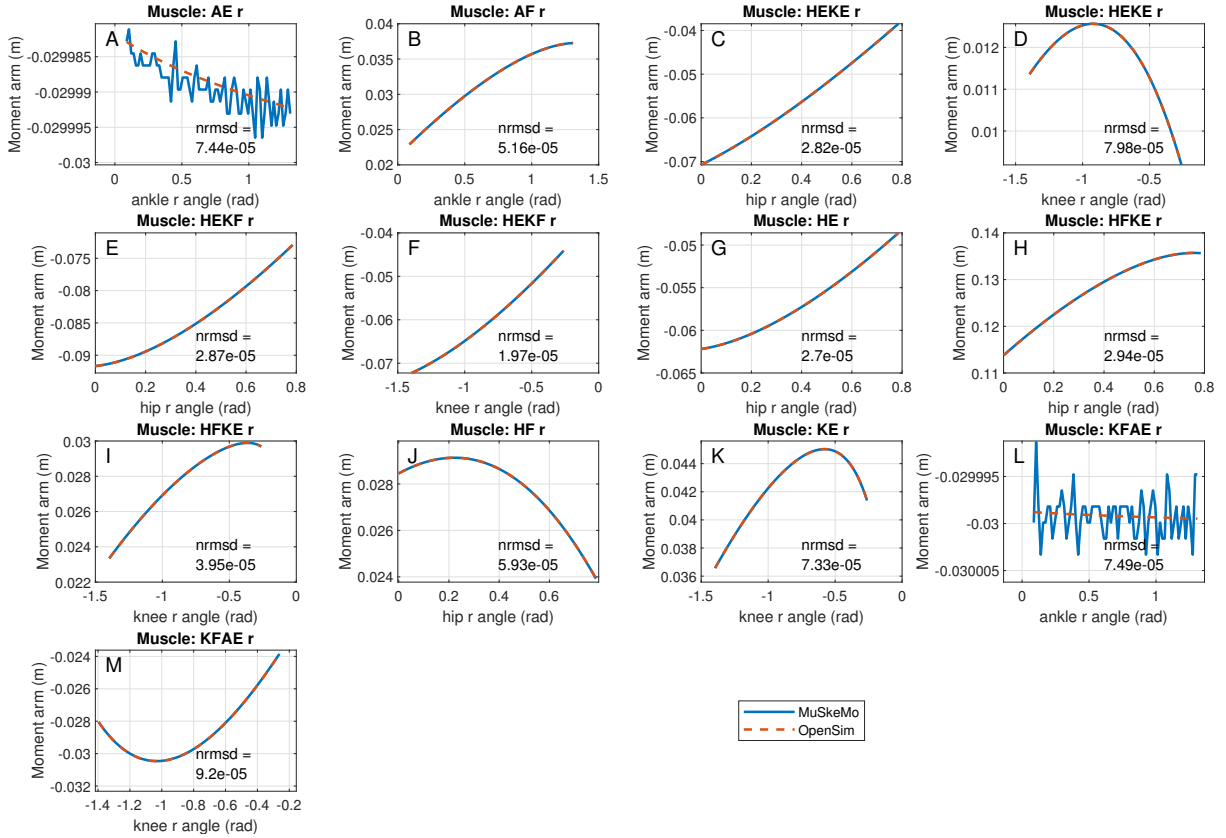 Muscle: AE r
A
Moment arm (m)
-0.029985
-0.02999
-0.029995
-0.03
0
0.5
1
nrmsd =
7.44e-05
ankle r angle (rad)
Muscle: AF r
B
Moment arm (m)
0.04
0.035
0.03
0.025
0.02
0
0.5
1
1.5
nrmsd =
5.16e-05
ankle r angle (rad)
Muscle: HEKE r
C
Moment arm (m)
-0.04
-0.05
-0.06
-0.07
0
0.2
0.4
0.6
0.8
nrmsd =
2.82e-05
hip r angle (rad)
Muscle: HEKE r
D
Moment arm (m)
0.012
0.011
0.01
-1.5
-1
-0.5
0
nrmsd =
7.98e-05
knee r angle (rad)
Muscle: HEKF r
E
Moment arm (m)
-0.075
-0.08
-0.085
-0.09
0
0.2
0.4
0.6
0.8
nrmsd =
2.87e-05
hip r angle (rad)
Muscle: HEKF r
F
Moment arm (m)
-0.04
-0.05
-0.06
-0.07
-1.5
-1
-0.5
0
nrmsd =
1.97e-05
knee r angle (rad)
Muscle: HE r
G
Moment arm (m)
-0.05
-0.055
-0.06
-0.065
0
0.2
0.4
0.6
0.8
nrmsd =
2.7e-05
hip r angle (rad)
Muscle: HFKE r
H
Moment arm (m)
0.14
0.13
0.12
0.11
0
0.2
0.4
0.6
0.8
nrmsd =
2.94e-05
hip r angle (rad)
Muscle: HFKE r
I
Moment arm (m)
0.03
0.028
0.026
0.024
0.022
-1.5
-1
-0.5
0
nrmsd =
3.95e-05
knee r angle (rad)
Muscle: HF r
J
Moment arm (m)
0.03
0.028
0.026
0.024
0
0.2
0.4
0.6
nrmsd =
5.93e-05
hip r angle (rad)
Muscle: KE r
K
Moment arm (m)
0.044
0.042
0.04
0.038
0.036
-1.5
-1
-0.5
0
nrmsd =
7.33e-05
knee r angle (rad)
Muscle: KFAE r
L
Moment arm (m)
-0.029995
-0.03
-0.030005
0
0.5
1
nrmsd =
7.49e-05
ankle r angle (rad)
Muscle: KFAE r
M
Moment arm (m)
-0.024
-0.026
-0.028
-0.03
-0.032
-1.4
-1.2
-1
-0.8
-0.6
-0.4
-0.2
nrmsd =
9.2e-05
knee r angle (rad)
MuSkeMo
OpenSim